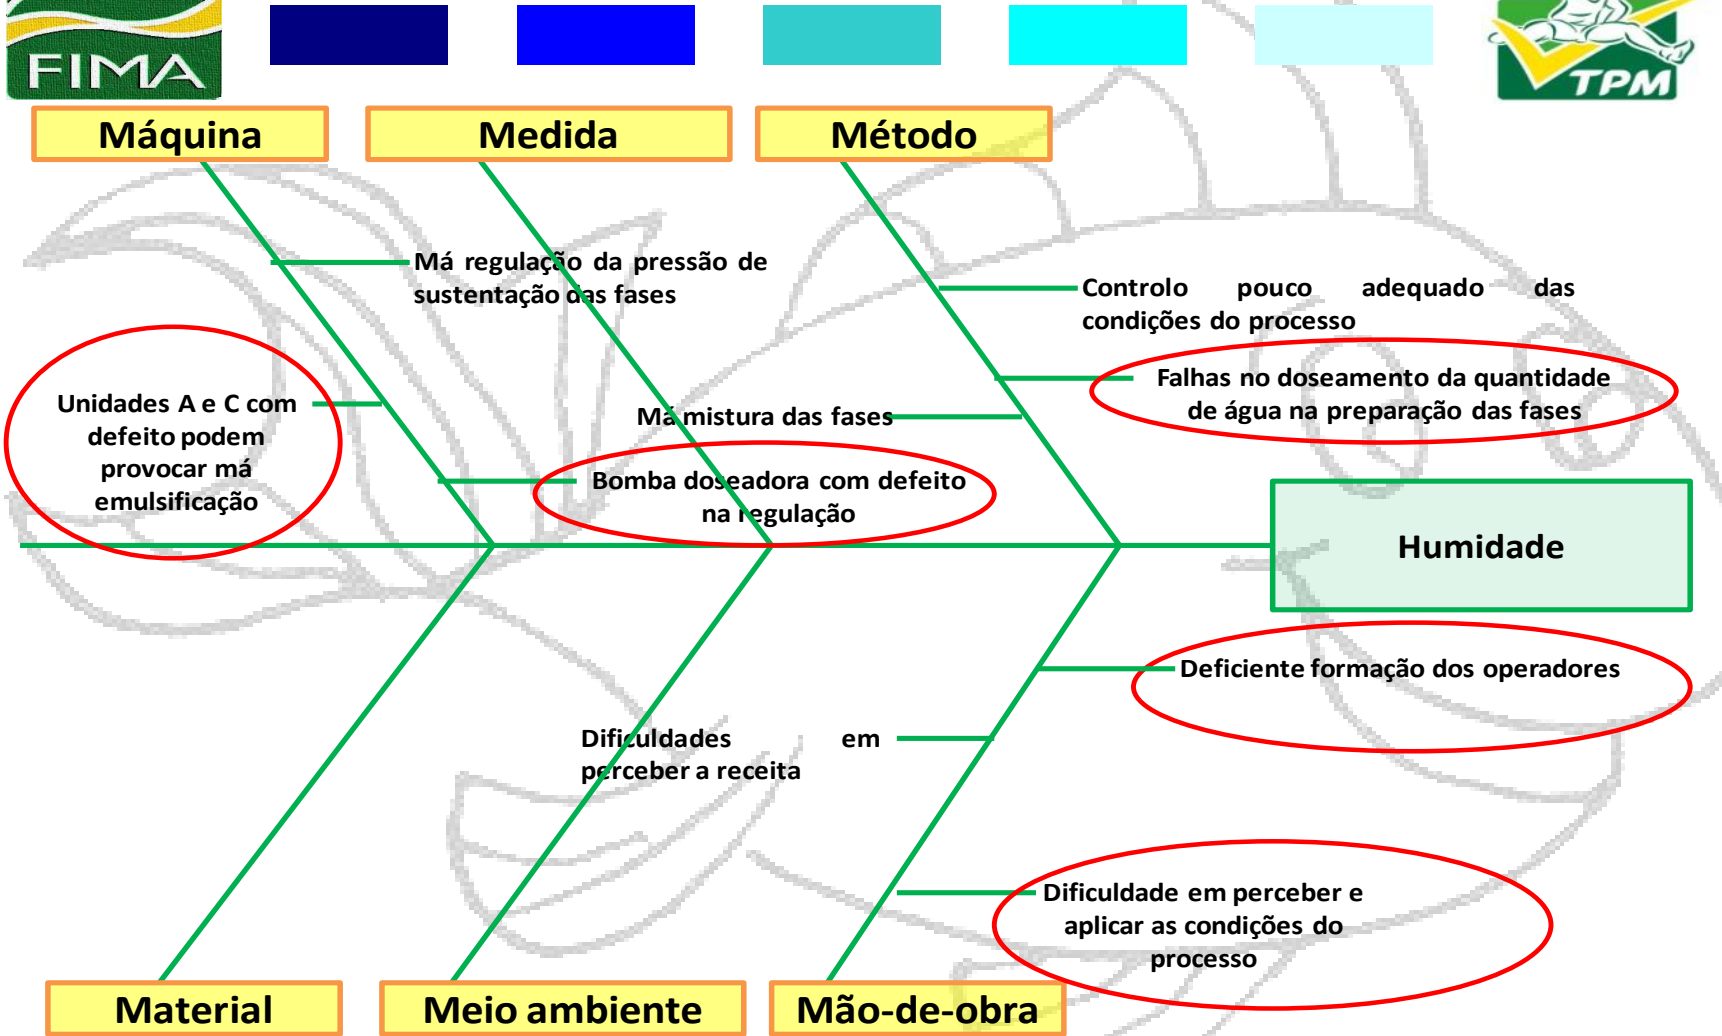 FIMA
TPM
Máquina
Medida
Método
Má regulação da pressão de
sustentação das fases
Controlo pouco adequado das
condições do processo
Unidades A e C com
defeito podem
provocar má
emulsificação
Falhas no doseamento da quantidade
de água na preparação das fases
Má mistura das fases
Bomba doseadora com defeito
na regulação
Humidade
Deficiente formação dos operadores
Dificuldades em
perceber a receita
Dificuldade em perceber e
aplicar as condições do
processo
Material
Meio ambiente
Mão-de-obra